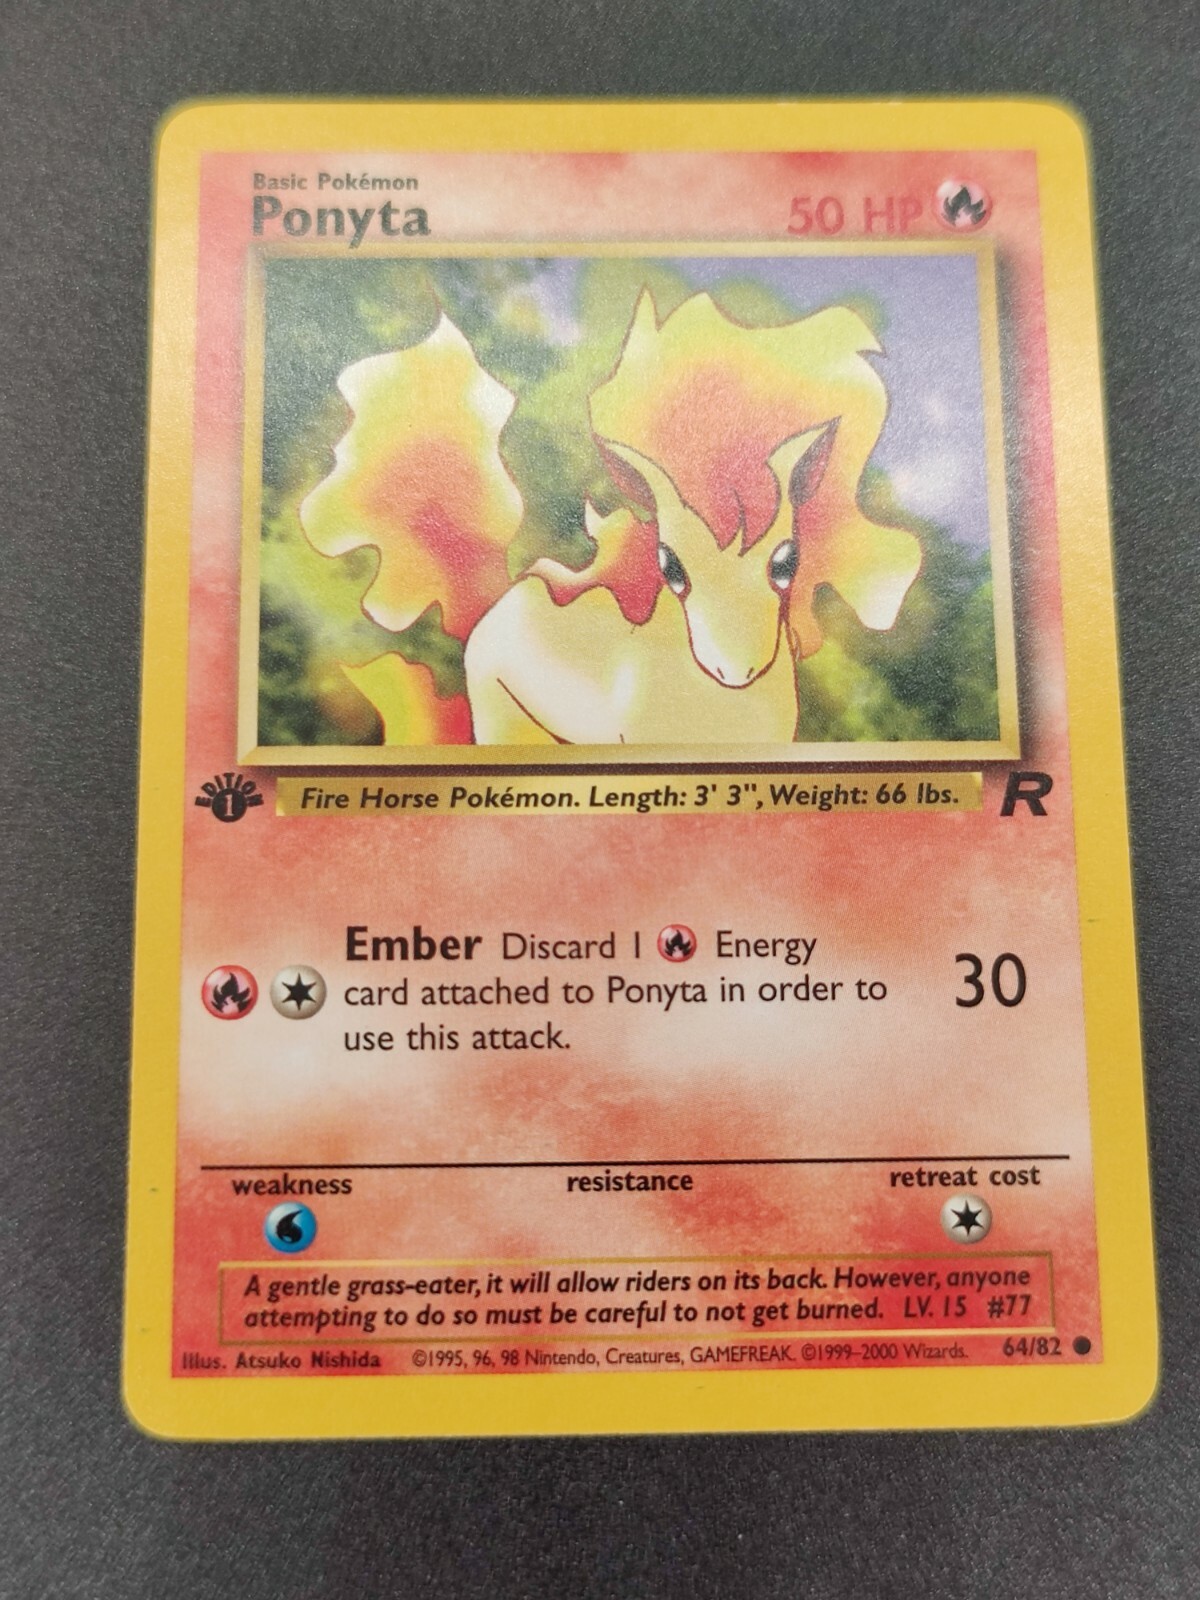 Basic Pokémon
Ponyta
50 HP
EDITION
1
Fire Horse Pokémon. Length: 3' 3", Weight: 66 lbs.
R
Ember Discard 1 Energy
card attached to Ponyta in order to
use this attack.
30
weakness resistance retreat cost
A gentle grass-eater, it will allow riders on its back. However, anyone
attempting to do so must be careful to not get burned. LV. 15 #77
Illus. Atsuko Nishida ©1995, 96, 98 Nintendo, Creatures, GAMEFREAK. ©1999–2000 Wizards. 64/82